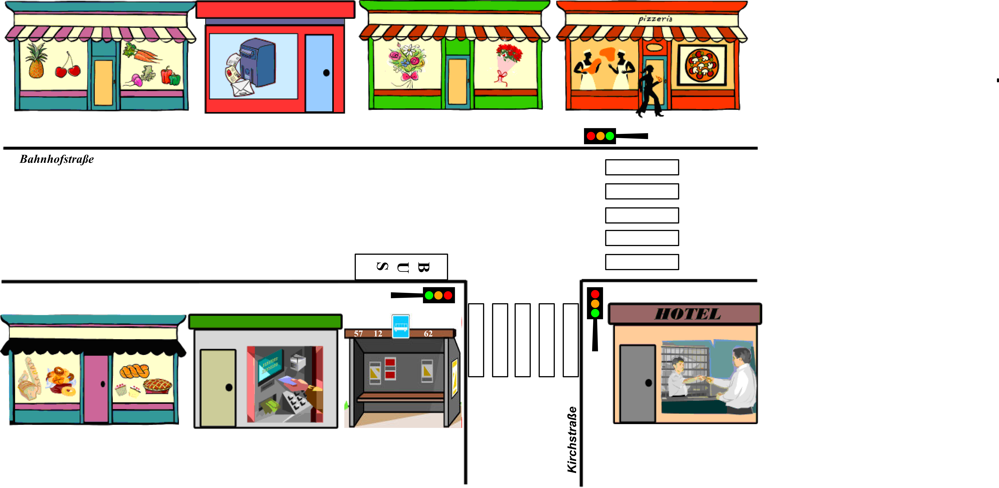 pizzeria
Bahnhofstraße
B U S
57 12 62
HOTEL
Kirchstraße